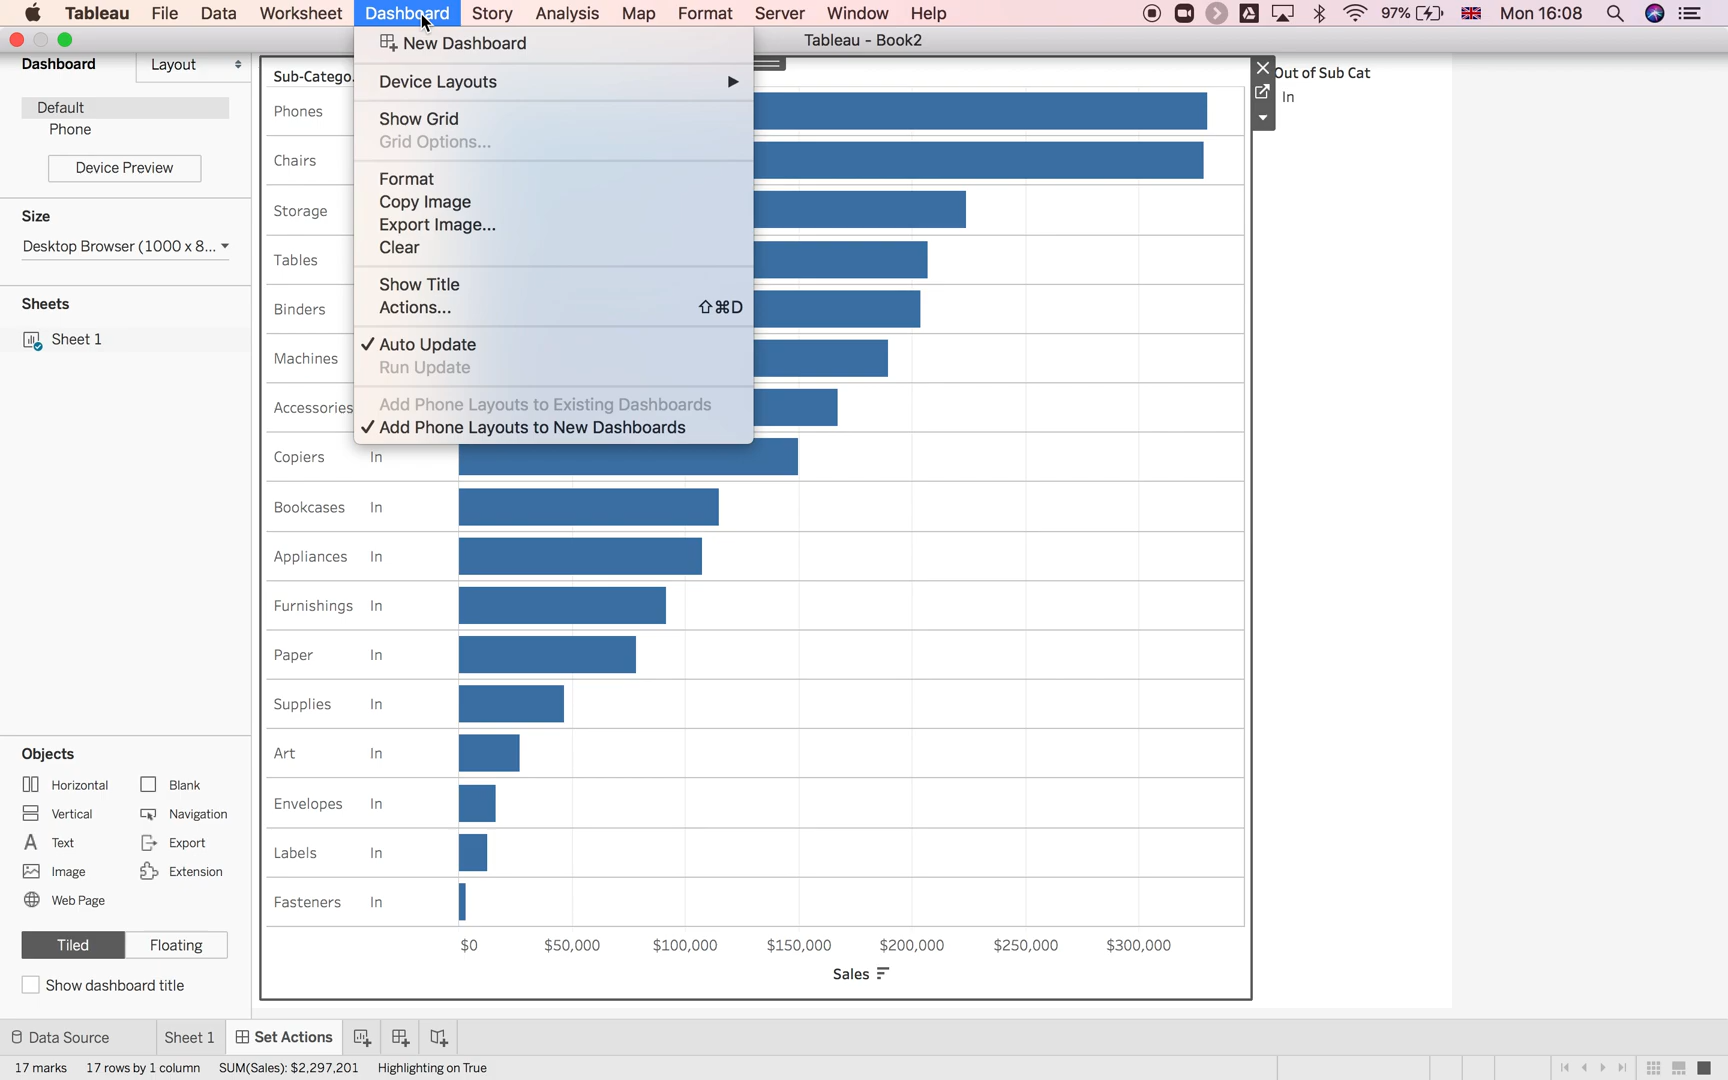 Tableau File Data Worksheet Dashboard Story Analysis Map Format Server Window Help 97% Mon 16:08
Tableau - Book2
Dashboard Layout
Default
Phone
Device Preview
Size
Desktop Browser (1000 x 8...
Sheets
Sheet 1
Objects
Horizontal Blank
Vertical Navigation
Text Export
Image Extension
Web Page
Tiled Floating
Show dashboard title
New Dashboard
Device Layouts
Show Grid
Grid Options...
Format
Copy Image
Export Image...
Clear
Show Title
Actions... ⇧⌘D
Auto Update
Run Update
Add Phone Layouts to Existing Dashboards
Add Phone Layouts to New Dashboards
Sub-Catego.
Phones
Chairs
Storage
Tables
Binders
Machines
Accessories
Copiers In
Bookcases In
Appliances In
Furnishings In
Paper In
Supplies In
Art In
Envelopes In
Labels In
Fasteners In
$0 $50,000 $100,000 $150,000 $200,000 $250,000 $300,000
Sales
Out of Sub Cat
In
Data Source Sheet 1 Set Actions
17 marks 17 rows by 1 column SUM(Sales): $2,297,201 Highlighting on True